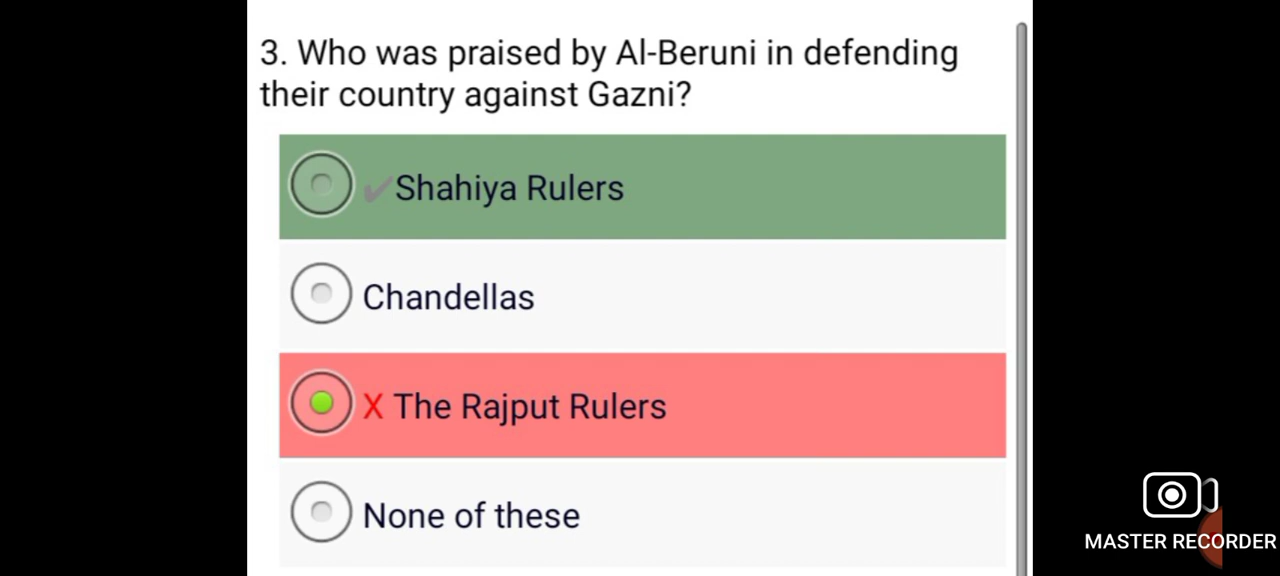 3. Who was praised by Al-Beruni in defending
their country against Gazni?
✔Shahiya Rulers
Chandellas
X The Rajput Rulers
None of these
MASTER RECORDER